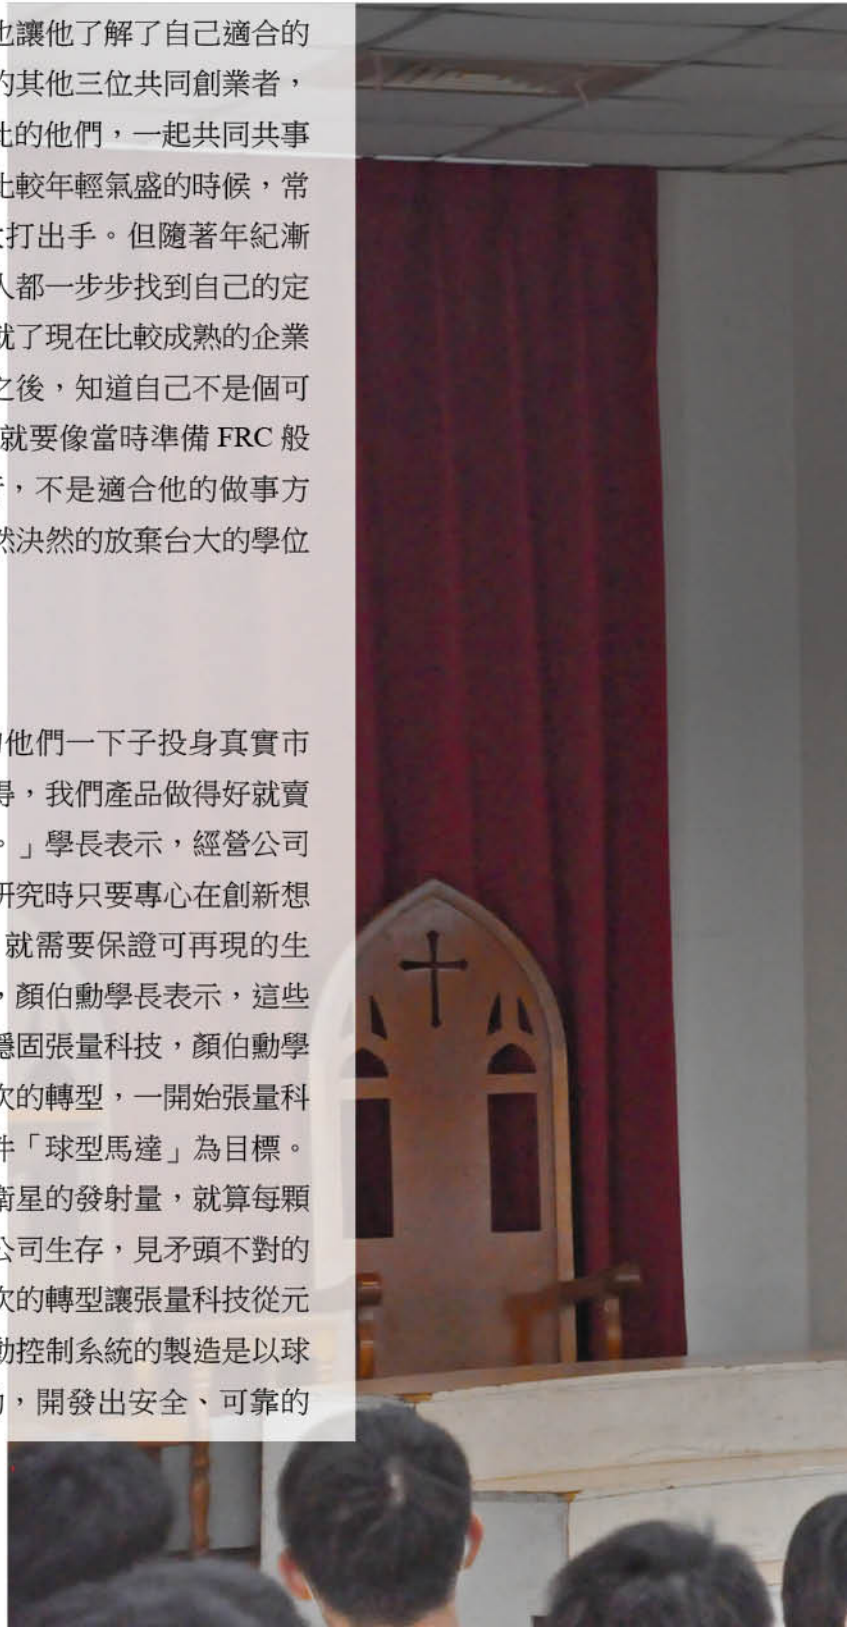 讓他了解了自己適合的
其他三位共同創業者，
的他們，一起共同共事
比較年輕氣盛的時候，常
打出手。但隨著年紀漸
人都一步步找到自己的定
就了現在比較成熟的企業
之後，知道自己不是個可
就要像當時準備 FRC 般
，不是適合他的做事方
然決然的放棄台大的學位
他們一下子投身真實市
得，我們產品做得好就賣
。」學長表示，經營公司
研究時只要專心在創新想
就需要保證可再現的生
，顏伯勳學長表示，這些
穩固張量科技，顏伯勳學
次的轉型，一開始張量科
件「球型馬達」為目標。
衛星的發射量，就算每顆
公司生存，見矛頭不對的
次的轉型讓張量科技從元
動控制系統的製造是以球
，開發出安全、可靠的